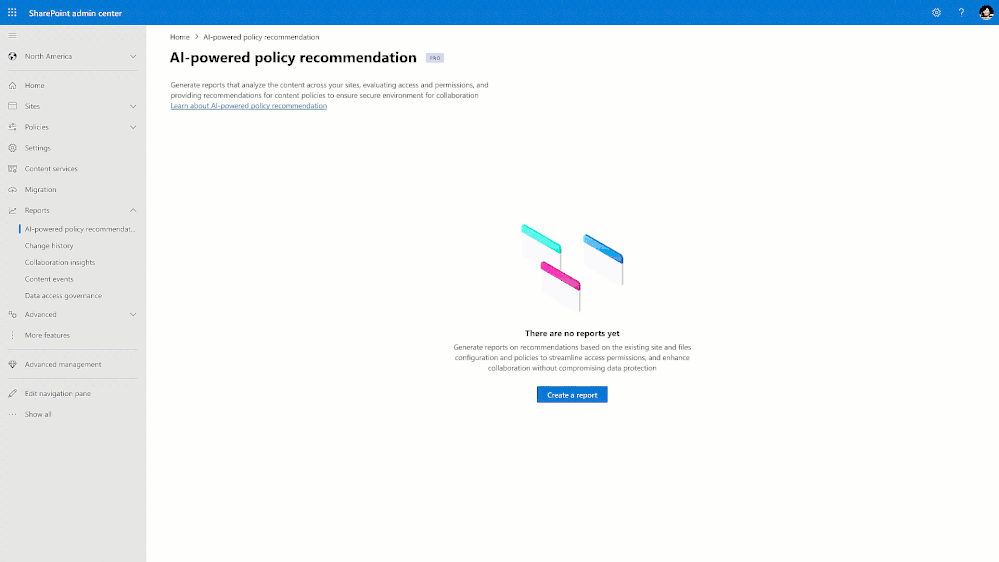 SharePoint admin center
?
North America
Home
Sites
Policies
Settings
Content services
Migration
Reports
AI-powered policy recommendat...
Change history
Collaboration insights
Content events
Data access governance
Advanced
More features
Advanced management
Edit navigation pane
Show all
Home > AI-powered policy recommendation
AI-powered policy recommendation PRO
Generate reports that analyze the content across your sites, evaluating access and permissions, and
providing recommendations for content policies to ensure secure environment for collaboration
Learn about AI-powered policy recommendation
There are no reports yet
Generate reports on recommendations based on the existing site and files
configuration and policies to streamline access permissions, and enhance
collaboration without compromising data protection
Create a report